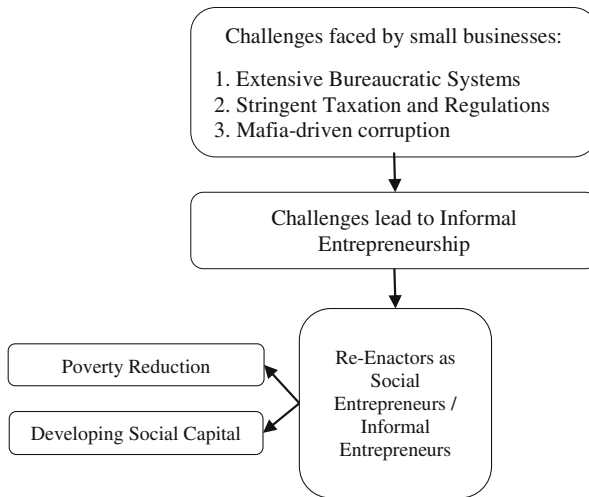 Challenges faced by small businesses:
1. Extensive Bureaucratic Systems
2. Stringent Taxation and Regulations
3. Mafia-driven corruption
Challenges lead to Informal
Entrepreneurship
Re-Enactors as
Social
Entrepreneurs /
Informal
Entrepreneurs
Poverty Reduction
Developing Social Capital